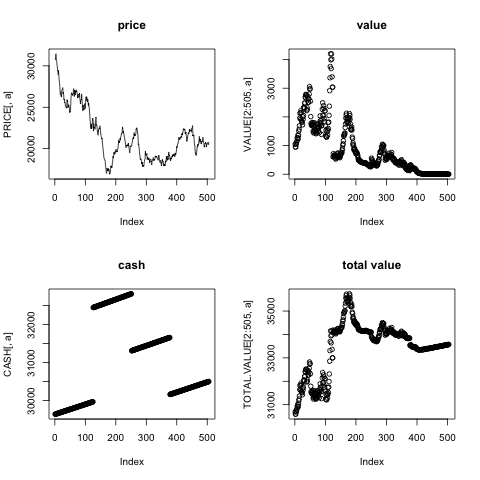 price
PRICE[, a]
30000
25000
20000
0 100 200 300 400 500
Index
value
VALUE[2:505, a]
3000
1000
0
0 100 200 300 400 500
Index
cash
CASH[, a]
32000
31000
30000
0 100 200 300 400 500
Index
total value
TOTAL.VALUE[2:505, a]
35000
33000
31000
0 100 200 300 400 500
Index